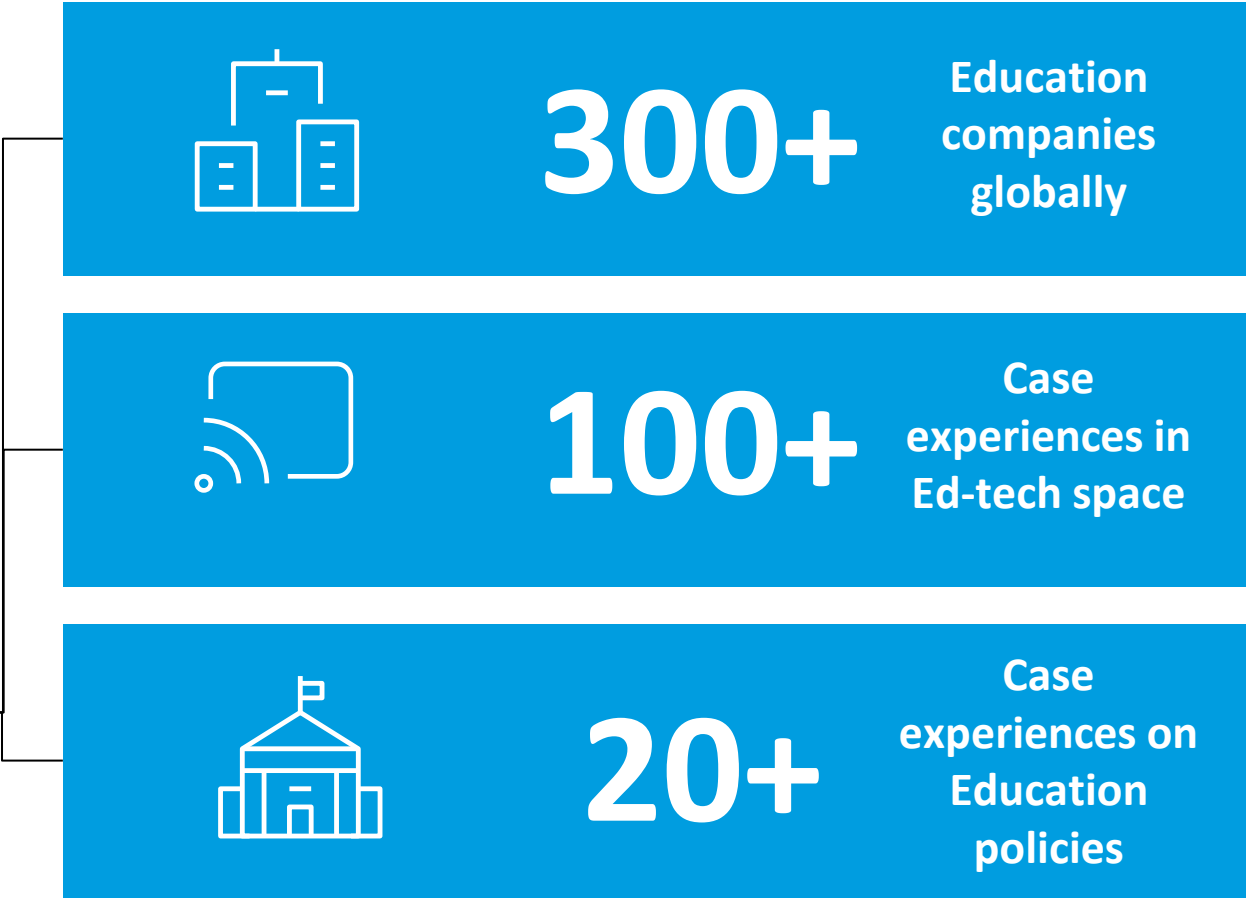 300+
Education
companies
globally
100+
Case
experiences in
Ed-tech space
20+
Case
experiences on
Education
policies